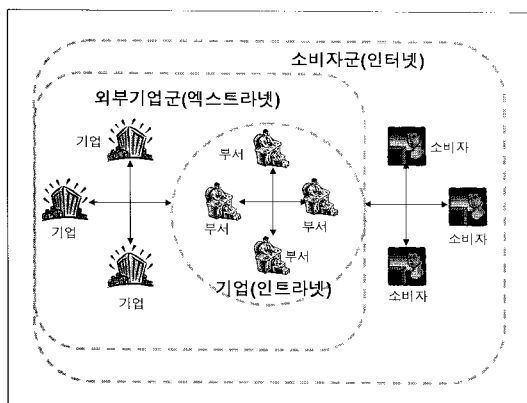 소비자군(인터넷)
외부기업군(엑스트라넷)
기업
부서
소비자
기업
부서
부서
소비자
부서
기업
기업(인트라넷)
소비자